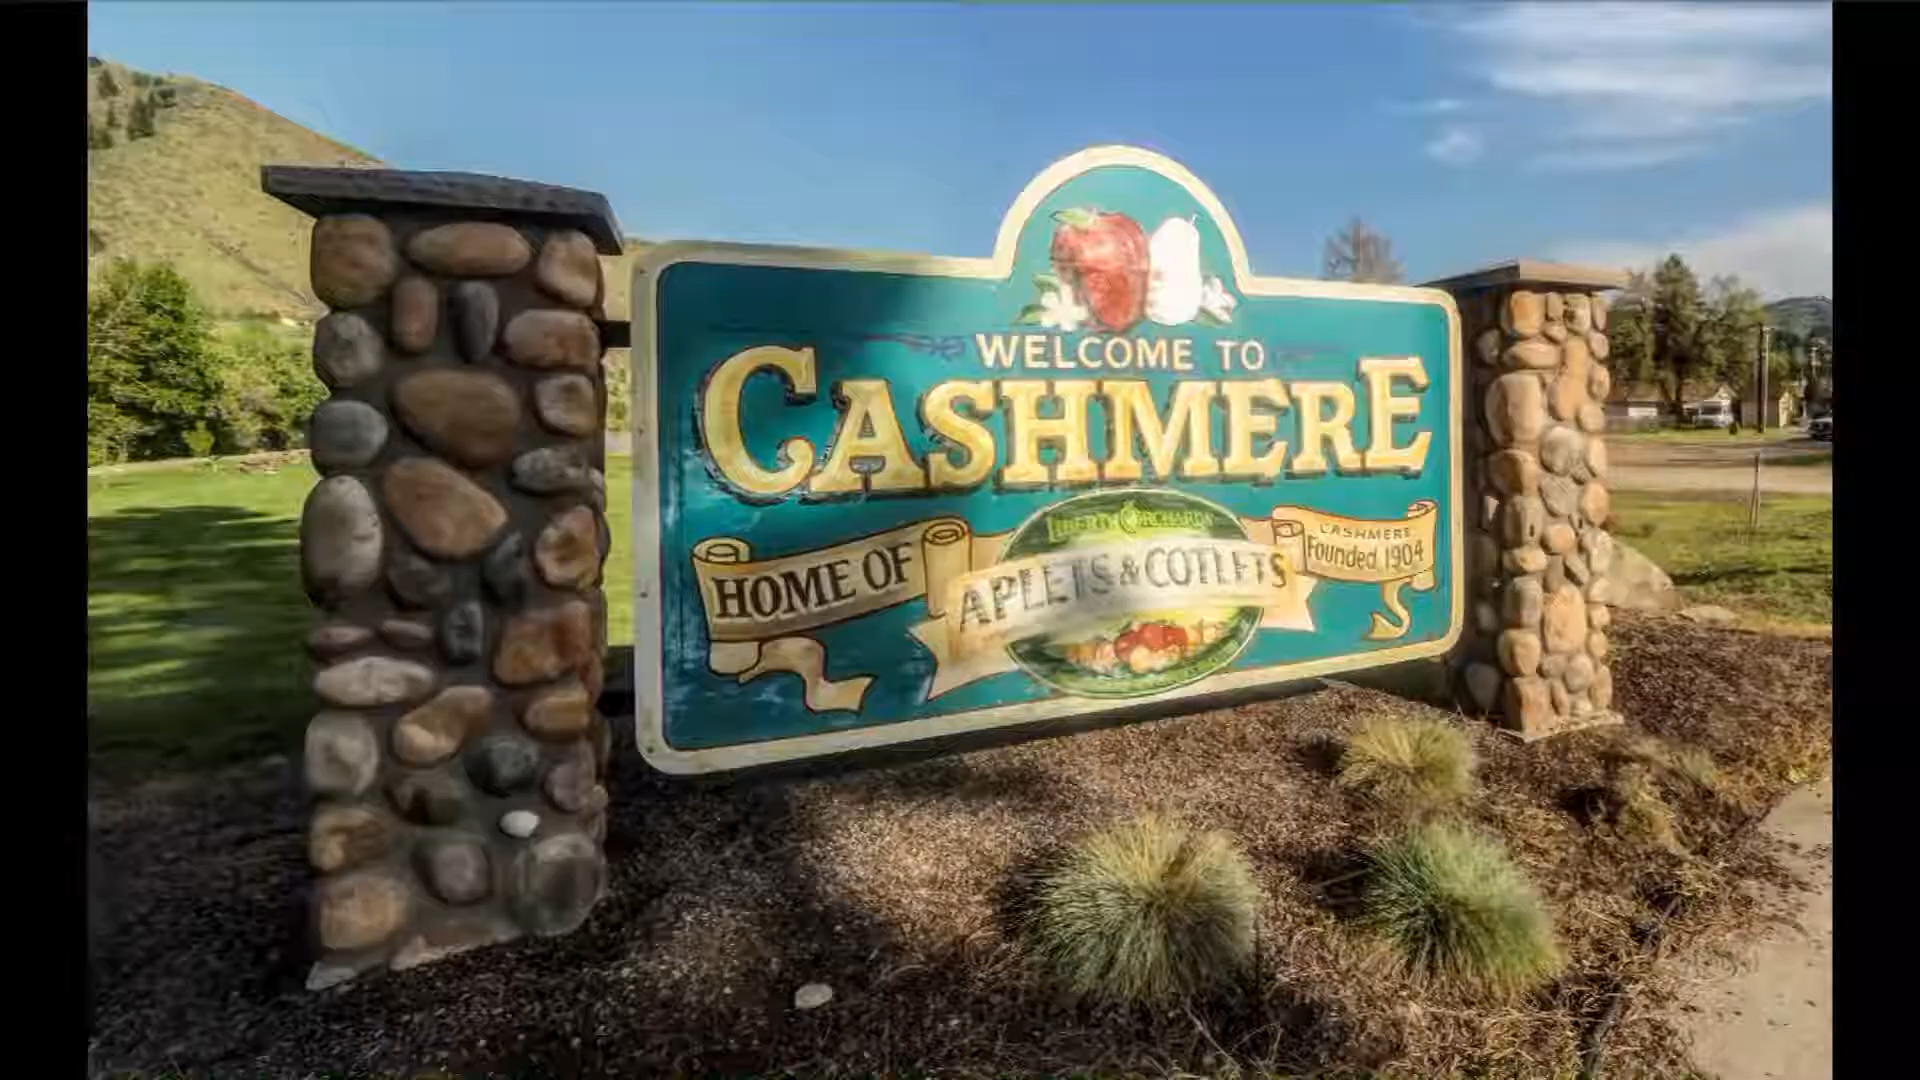 WELCOME TO
CASHMERE
LIBERTY ORCHARDS
HOME OF
APLETS & COTLETS
CASHMERE
Founded 1904